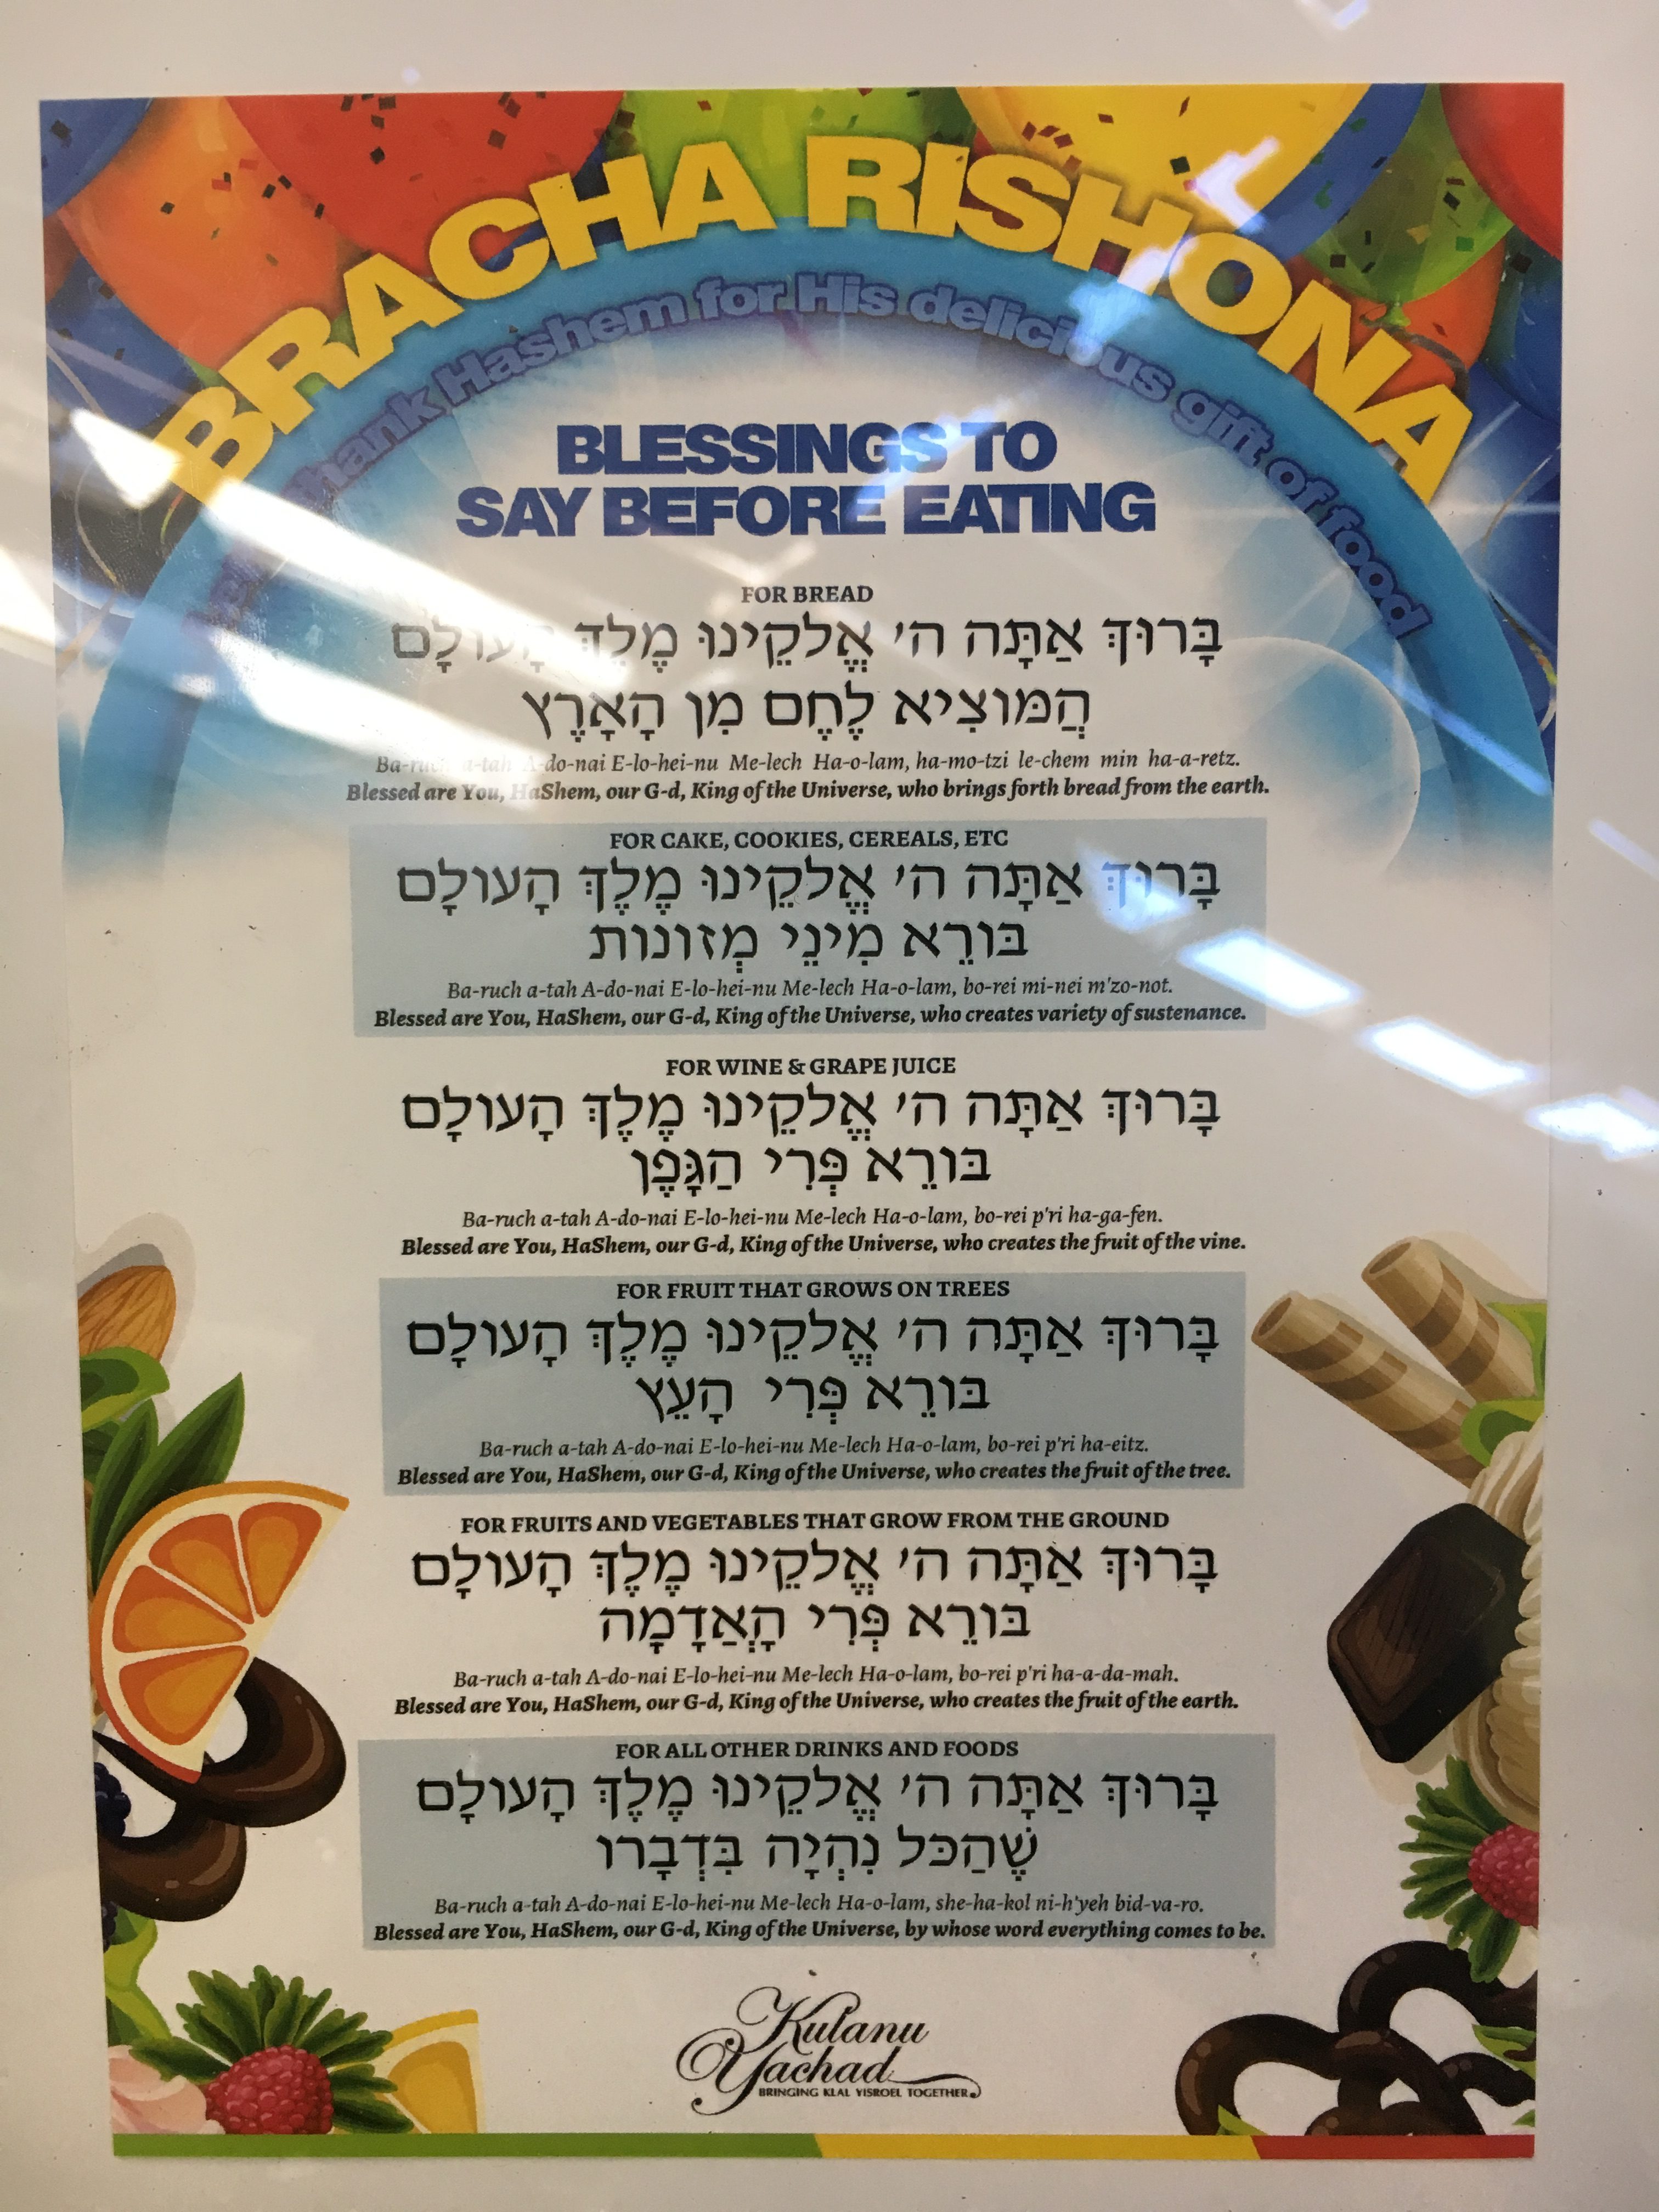 BRACHA RISHONA
thank Hashem for His delicious gift of food
BLESSINGS TO
SAY BEFORE EATING
FOR BREAD
בָּרוּךְ אַתָּה ה' אֱלֹקֵינוּ מֶלֶךְ הָעוֹלָם
הַמּוֹצִיא לֶחֶם מִן הָאָרֶץ
Ba-ruch a-tah A-do-nai E-lo-hei-nu Me-lech Ha-o-lam, ha-mo-tzi le-chem min ha-a-retz.
Blessed are You, HaShem, our G-d, King of the Universe, who brings forth bread from the earth.
FOR CAKE, COOKIES, CEREALS, ETC
בָּרוּךְ אַתָּה ה' אֱלֹקֵינוּ מֶלֶךְ הָעוֹלָם
בּוֹרֵא מִינֵי מְזוֹנוֹת
Ba-ruch a-tah A-do-nai E-lo-hei-nu Me-lech Ha-o-lam, bo-rei mi-nei m'zo-not.
Blessed are You, HaShem, our G-d, King of the Universe, who creates variety of sustenance.
FOR WINE & GRAPE JUICE
בָּרוּךְ אַתָּה ה' אֱלֹקֵינוּ מֶלֶךְ הָעוֹלָם
בּוֹרֵא פְּרִי הַגָּפֶן
Ba-ruch a-tah A-do-nai E-lo-hei-nu Me-lech Ha-o-lam, bo-rei p'ri ha-ga-fen.
Blessed are You, HaShem, our G-d, King of the Universe, who creates the fruit of the vine.
FOR FRUIT THAT GROWS ON TREES
בָּרוּךְ אַתָּה ה' אֱלֹקֵינוּ מֶלֶךְ הָעוֹלָם
בּוֹרֵא פְּרִי הָעֵץ
Ba-ruch a-tah A-do-nai E-lo-hei-nu Me-lech Ha-o-lam, bo-rei p'ri ha-eitz.
Blessed are You, HaShem, our G-d, King of the Universe, who creates the fruit of the tree.
FOR FRUITS AND VEGETABLES THAT GROW FROM THE GROUND
בָּרוּךְ אַתָּה ה' אֱלֹקֵינוּ מֶלֶךְ הָעוֹלָם
בּוֹרֵא פְּרִי הָאֲדָמָה
Ba-ruch a-tah A-do-nai E-lo-hei-nu Me-lech Ha-o-lam, bo-rei p'ri ha-a-da-mah.
Blessed are You, HaShem, our G-d, King of the Universe, who creates the fruit of the earth.
FOR ALL OTHER DRINKS AND FOODS
בָּרוּךְ אַתָּה ה' אֱלֹקֵינוּ מֶלֶךְ הָעוֹלָם
שֶׁהַכֹּל נִהְיָה בִּדְבָרוֹ
Ba-ruch a-tah A-do-nai E-lo-hei-nu Me-lech Ha-o-lam, she-ha-kol ni-h'yeh bid-va-ro.
Blessed are You, HaShem, our G-d, King of the Universe, by whose word everything comes to be.
Kulanu
Yachad
BRINGING KLAL YISROEL TOGETHER